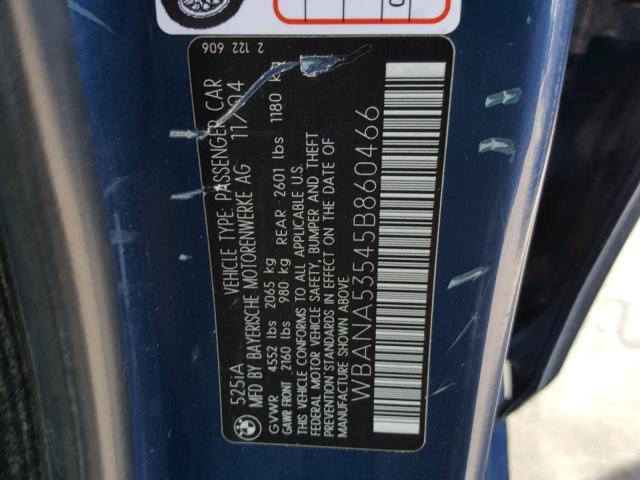 525iA VEHICLE TYPE: PASSENGER CAR
MFD BY BAYERISCHE MOTORENWERKE AG 11/04
GVWR 4552 lbs 2065 kg
GAWR FRONT 2160 lbs 980 kg REAR 2601 lbs 1180 kg
THIS VEHICLE CONFORMS TO ALL APPLICABLE U.S.
FEDERAL MOTOR VEHICLE SAFETY, BUMPER AND THEFT
PREVENTION STANDARDS IN EFFECT ON THE DATE OF
MANUFACTURE SHOWN ABOVE.
WBANA53545B860466
2 122 606